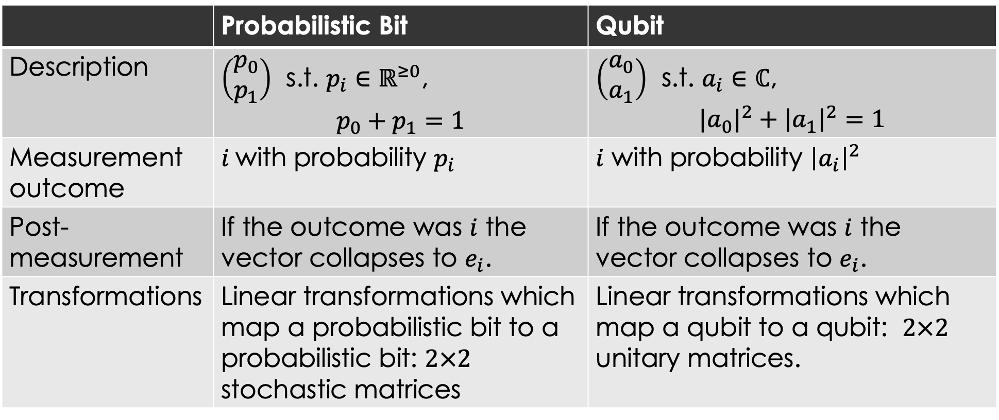 Probabilistic Bit
Qubit
Description
(p₀ p₁) s.t. pᵢ ∈ ℝ^≥0,
p₀ + p₁ = 1
(a₀ a₁) s.t. aᵢ ∈ ℂ,
|a₀|² + |a₁|² = 1
Measurement
outcome
i with probability pᵢ
i with probability |aᵢ|²
Post-
measurement
If the outcome was i the
vector collapses to eᵢ.
If the outcome was i the
vector collapses to eᵢ.
Transformations
Linear transformations which
map a probabilistic bit to a
probabilistic bit: 2×2
stochastic matrices
Linear transformations which
map a qubit to a qubit: 2×2
unitary matrices.